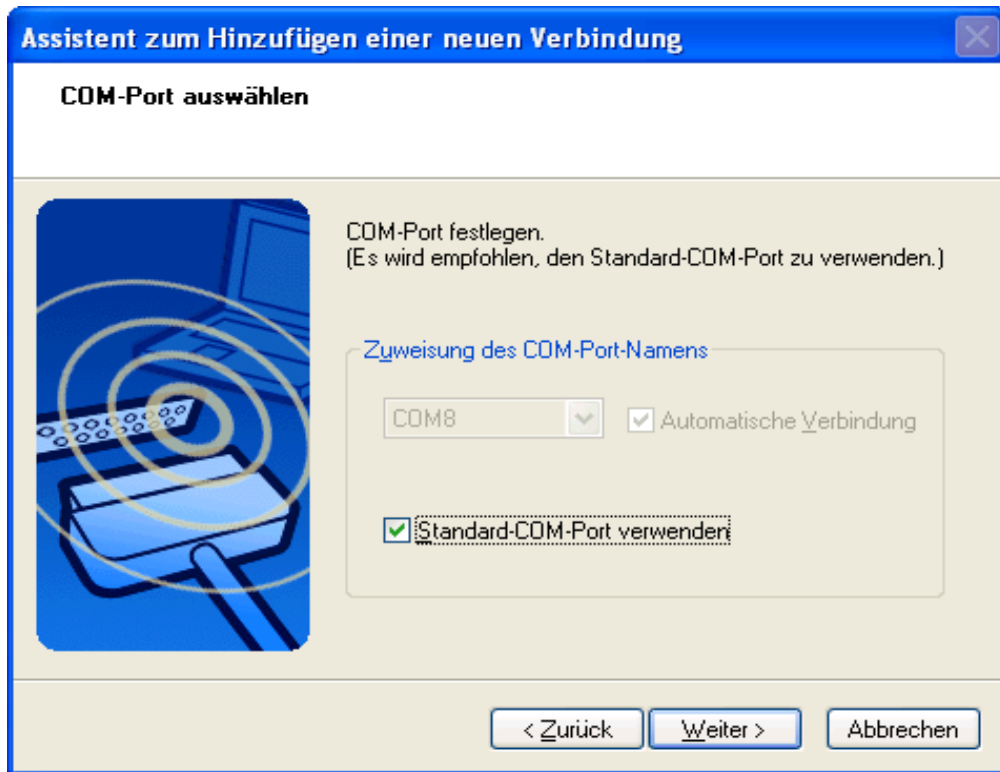 Assistent zum Hinzufügen einer neuen Verbindung
COM-Port auswählen
COM-Port festlegen.
(Es wird empfohlen, den Standard-COM-Port zu verwenden.)
Zuweisung des COM-Port-Namens
COM8
Automatische Verbindung
Standard-COM-Port verwenden
< Zurück
Weiter >
Abbrechen